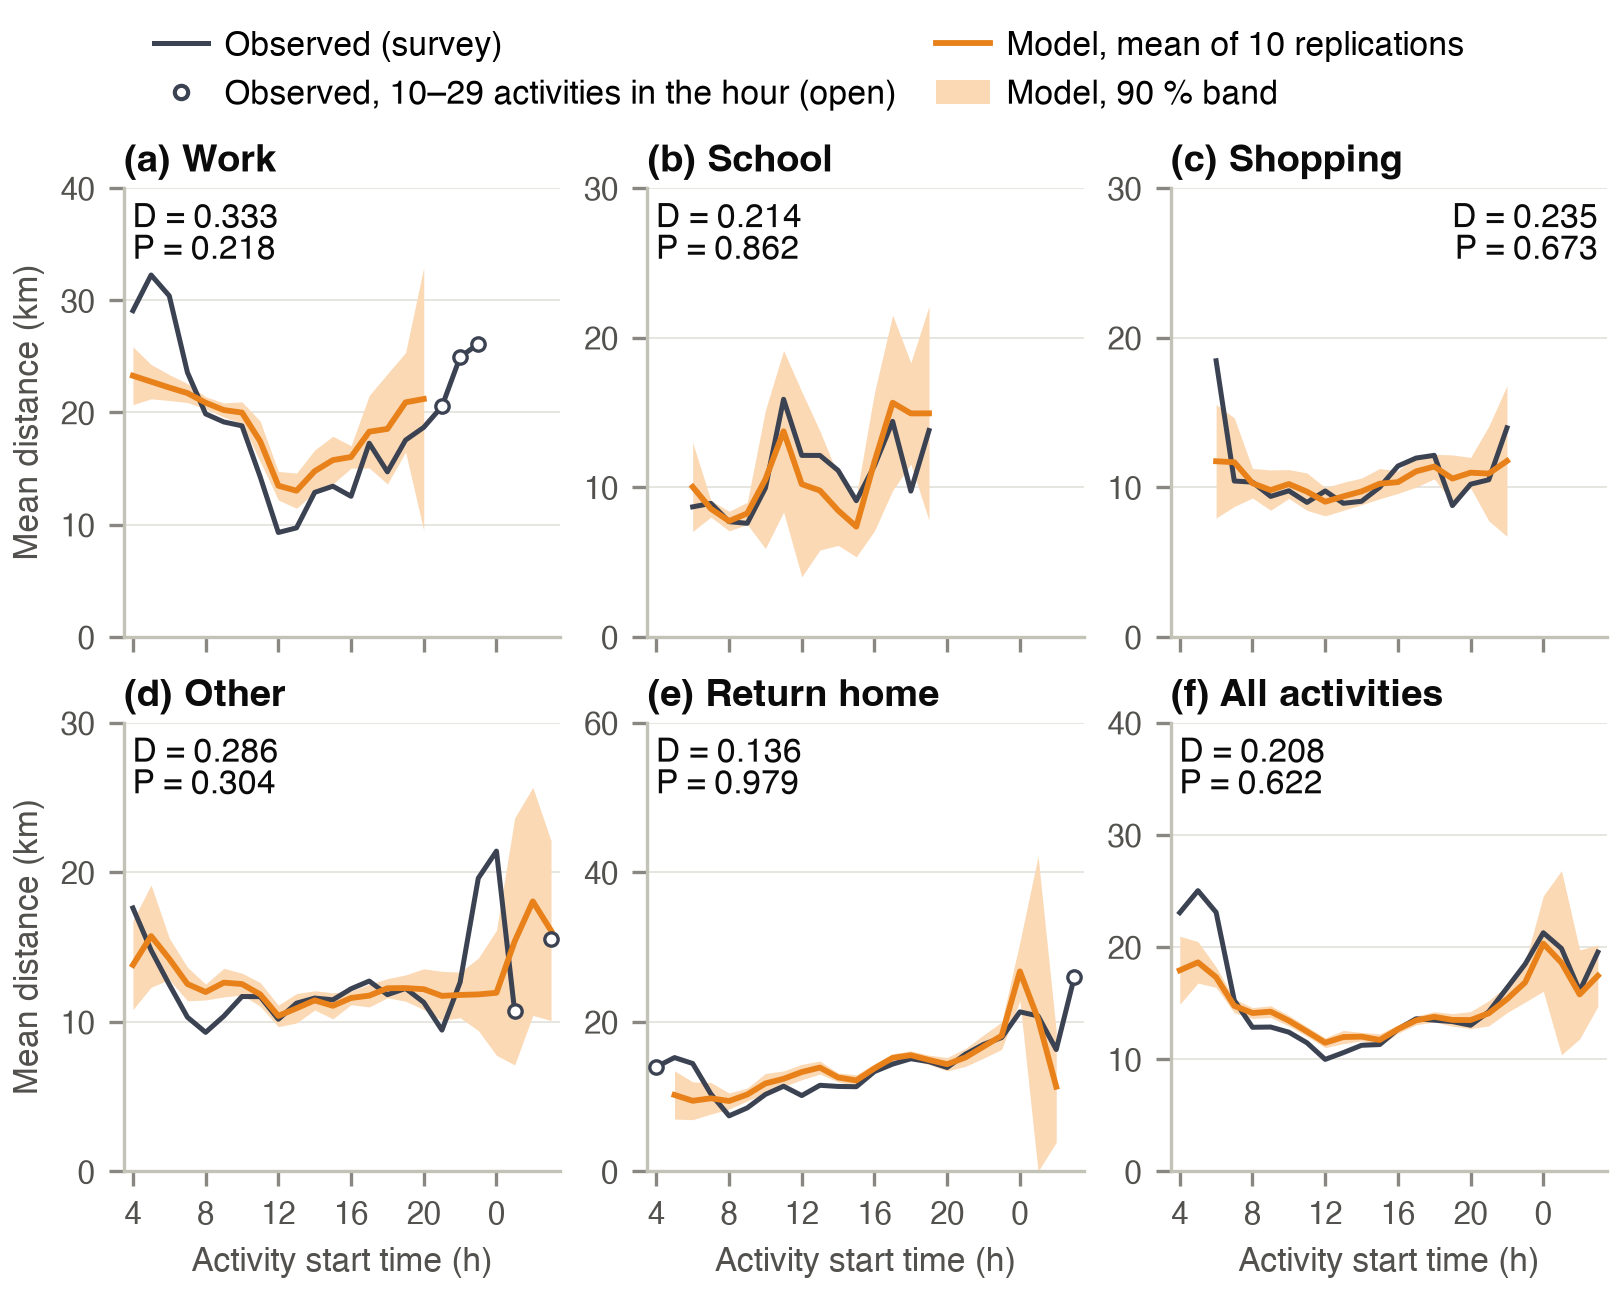 Observed (survey)
Model, mean of 10 replications
Observed, 10–29 activities in the hour (open)
Model, 90 % band
(a) Work
(b) School
(c) Shopping
40
30
20
10
0
D = 0.333
P = 0.218
Mean distance (km)
30
20
10
0
D = 0.214
P = 0.862
30
20
10
0
D = 0.235
P = 0.673
(d) Other
(e) Return home
(f) All activities
30
20
10
0
D = 0.286
P = 0.304
Mean distance (km)
4 8 12 16 20 0
Activity start time (h)
60
40
20
0
D = 0.136
P = 0.979
4 8 12 16 20 0
Activity start time (h)
40
30
20
10
0
D = 0.208
P = 0.622
4 8 12 16 20 0
Activity start time (h)